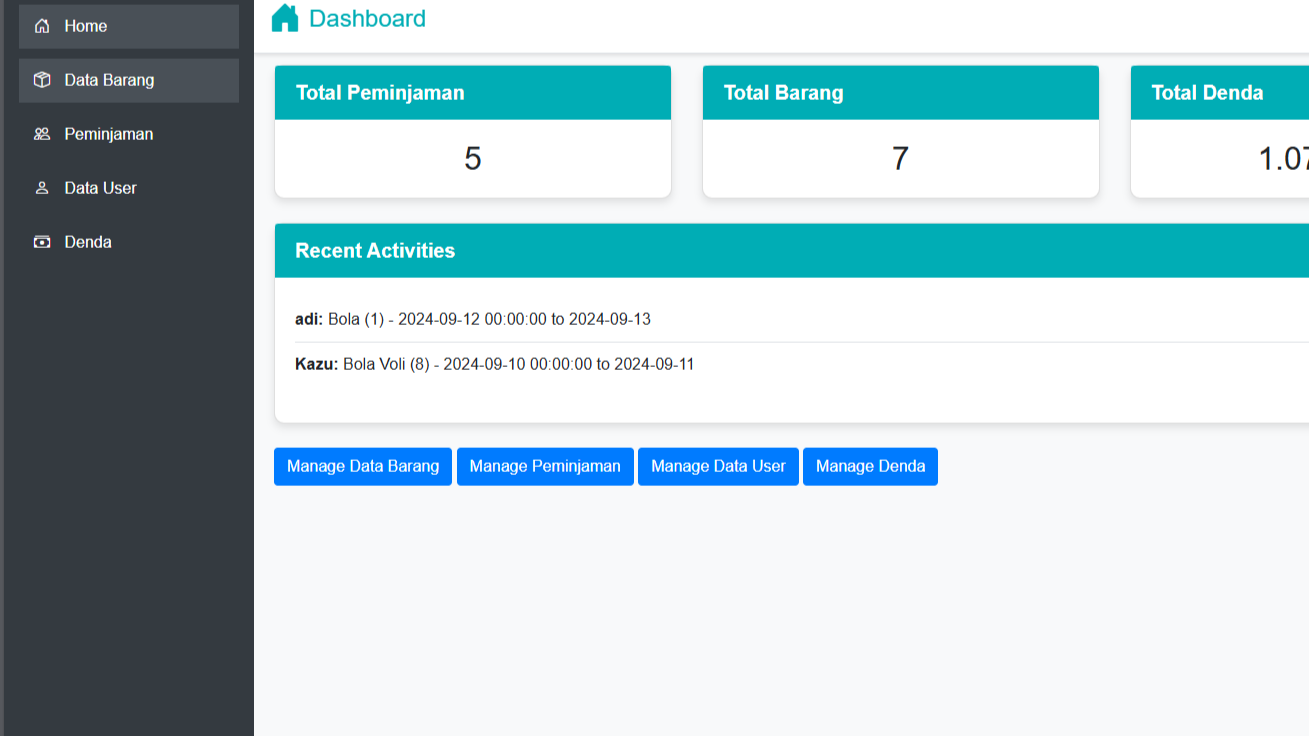 Home
Data Barang
Peminjaman
Data User
Denda
Dashboard
Total Peminjaman
5
Total Barang
7
Total Denda
Recent Activities
adi: Bola (1) - 2024-09-12 00:00:00 to 2024-09-13
Kazu: Bola Voli (8) - 2024-09-10 00:00:00 to 2024-09-11
Manage Data Barang Manage Peminjaman Manage Data User Manage Denda